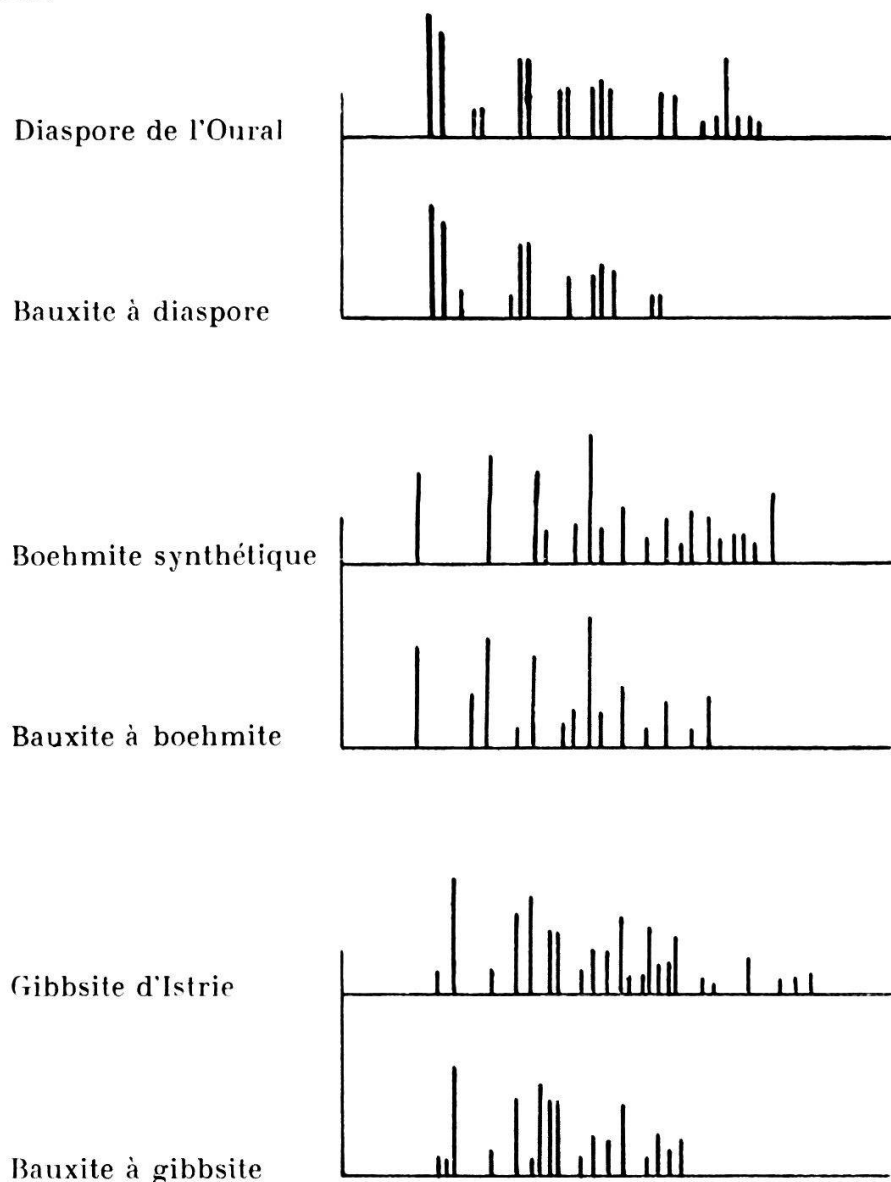 Diaspore de l'Oural
Bauxite à diaspore
Boehmite synthétique
Bauxite à boehmite
Gibbsite d'Istrie
Bauxite à gibbsite